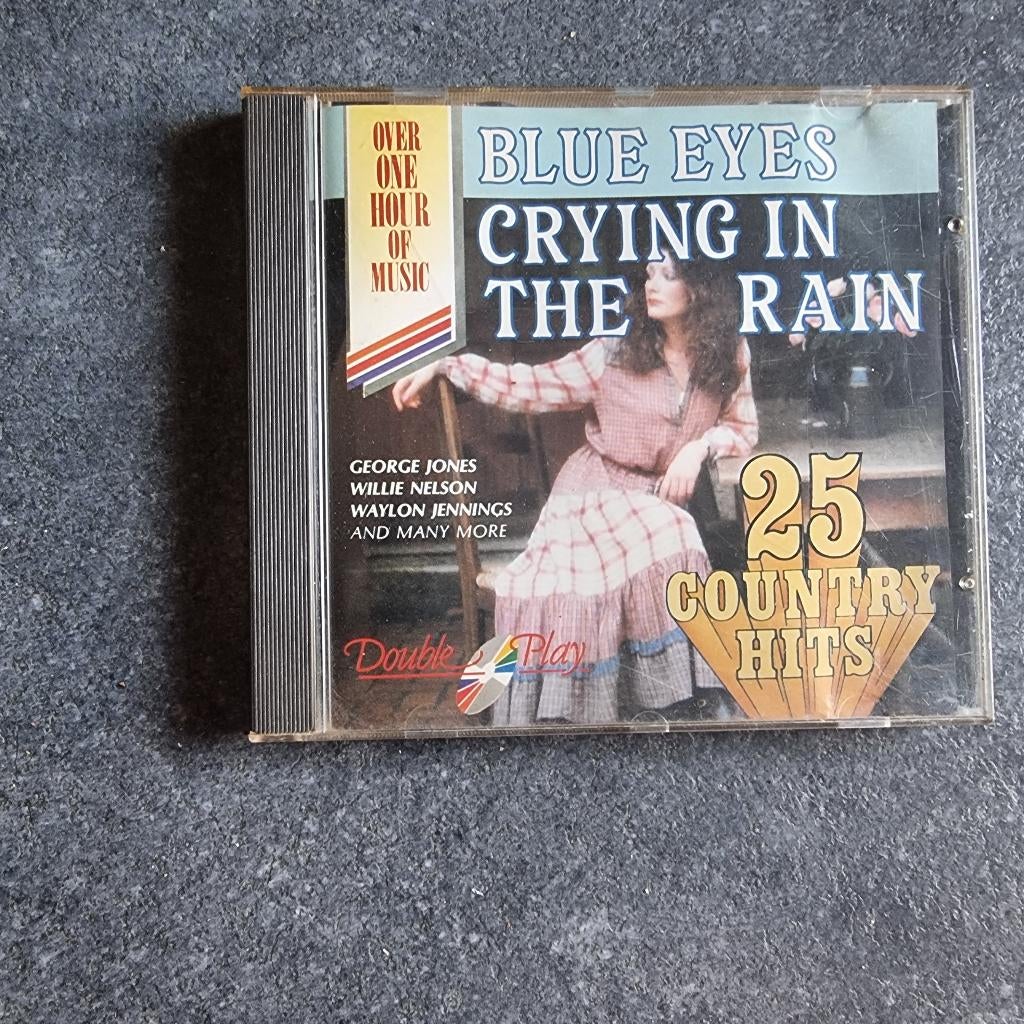 OVER
ONE
HOUR
OF
MUSIC
BLUE EYES
CRYING IN
THE RAIN
GEORGE JONES
WILLIE NELSON
WAYLON JENNINGS
AND MANY MORE
25
COUNTRY
HITS
Double Play